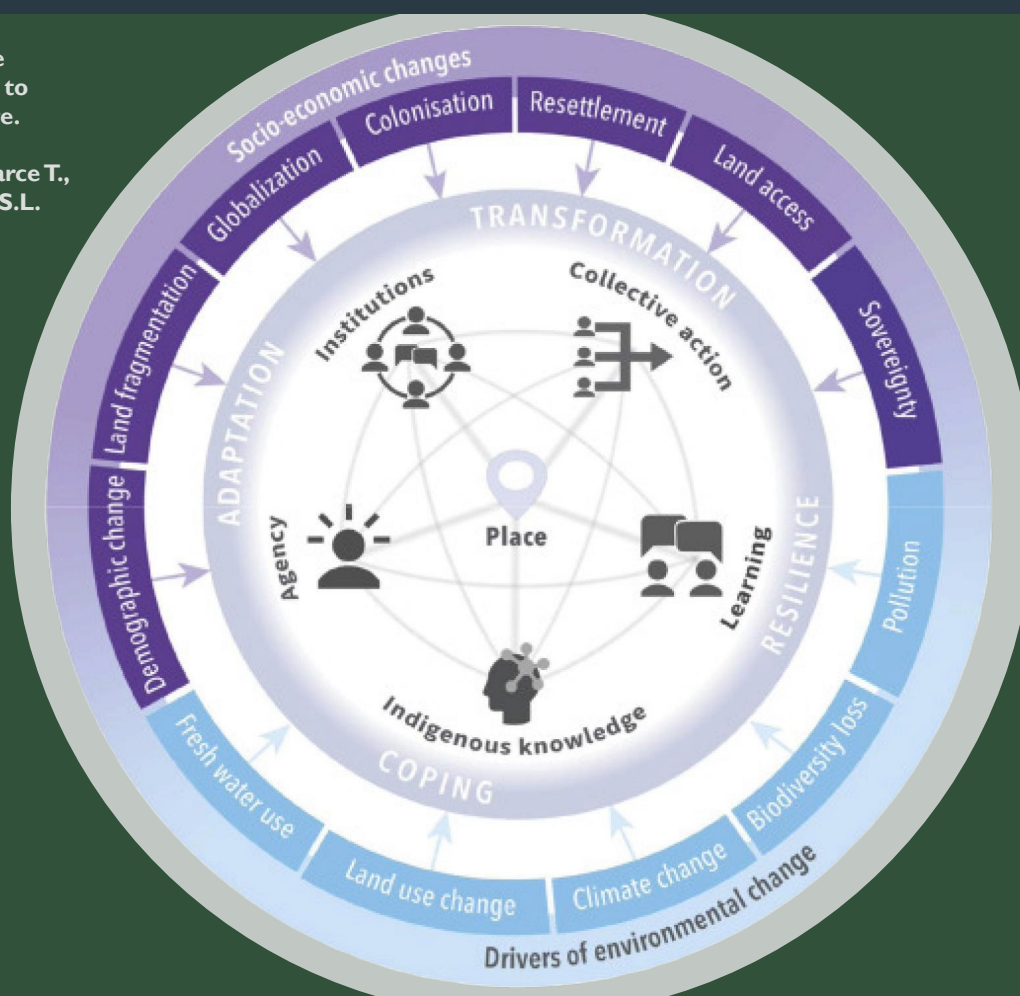 e
to
e.
arce T.,
S.L.
Socio-economic changes
Colonisation
Resettlement
Land access
Sovereignty
Globalization
Land fragmentation
Demographic change
TRANSFORMATION
ADAPTATION
RESILIENCE
COPING
Institutions
Collective action
Place
Agency
Learning
Indigenous knowledge
Pollution
Biodiversity loss
Climate change
Land use change
Fresh water use
Drivers of environmental change